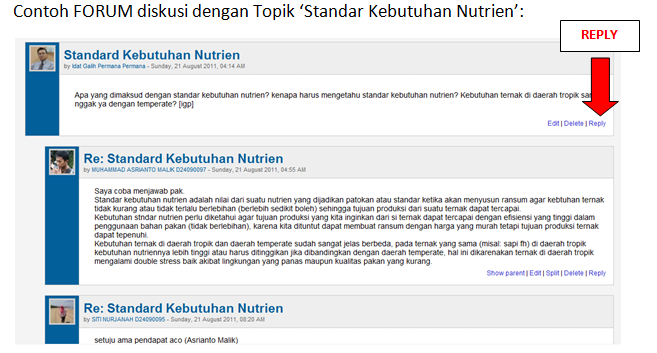 Contoh FORUM diskusi dengan Topik ‘Standar Kebutuhan Nutrien’:
REPLY
Standard Kebutuhan Nutrien
by Idat Galih Permana Permana - Sunday, 21 August 2011, 04:14 AM
Apa yang dimaksud dengan standar kebutuhan nutrien? kenapa harus mengetahu standar kebutuhan nutrien? Kebutuhan ternak di daerah tropik sam
nggak ya dengan temperate? [igp]
Edit | Delete | Reply
Re: Standard Kebutuhan Nutrien
by MUHAMMAD ASRIANTO MALIK D24090097 - Sunday, 21 August 2011, 04:55 AM
Saya coba menjawab pak.
Standar kebutuhan nutrien adalah nilai dari suatu nutrien yang dijadikan patokan atau standar ketika akan menyusun ransum agar kebtuhan ternak
tidak kurang atau tidak terlalu berlebihan (berlebih sedikit boleh) sehingga tujuan produksi dari suatu ternak dapat tercapai.
Kebutuhan stndar nutrien perlu diketahui agar tujuan produksi yang kita inginkan dari si ternak dapat tercapai dengan efisiensi yang tinggi dalam
penggunaan bahan pakan (tidak berlebihan), karena kita dituntut dapat membuat ransum dengan harga yang murah tetapi tujuan produksi ternak
dapat tepenuhi.
Kebutuhan ternak di daerah tropik dan daerah temperate sudah sangat jelas berbeda, pada ternak yang sama (misal: sapi fh) di daerah tropik
kebutuhan nutriennya lebih tinggi atau harus ditinggikan jika dibandingkan dengan daerah temperate, hal ini dikarenakan ternak di daerah tropik
mengalami double stress baik akibat lingkungan yang panas maupun kualitas pakan yang kurang.
Show parent | Edit | Split | Delete | Reply
Re: Standard Kebutuhan Nutrien
by SITI NURJANAH D24090095 - Sunday, 21 August 2011, 08:20 AM
setuju ama pendapat aco (Asrianto Malik)